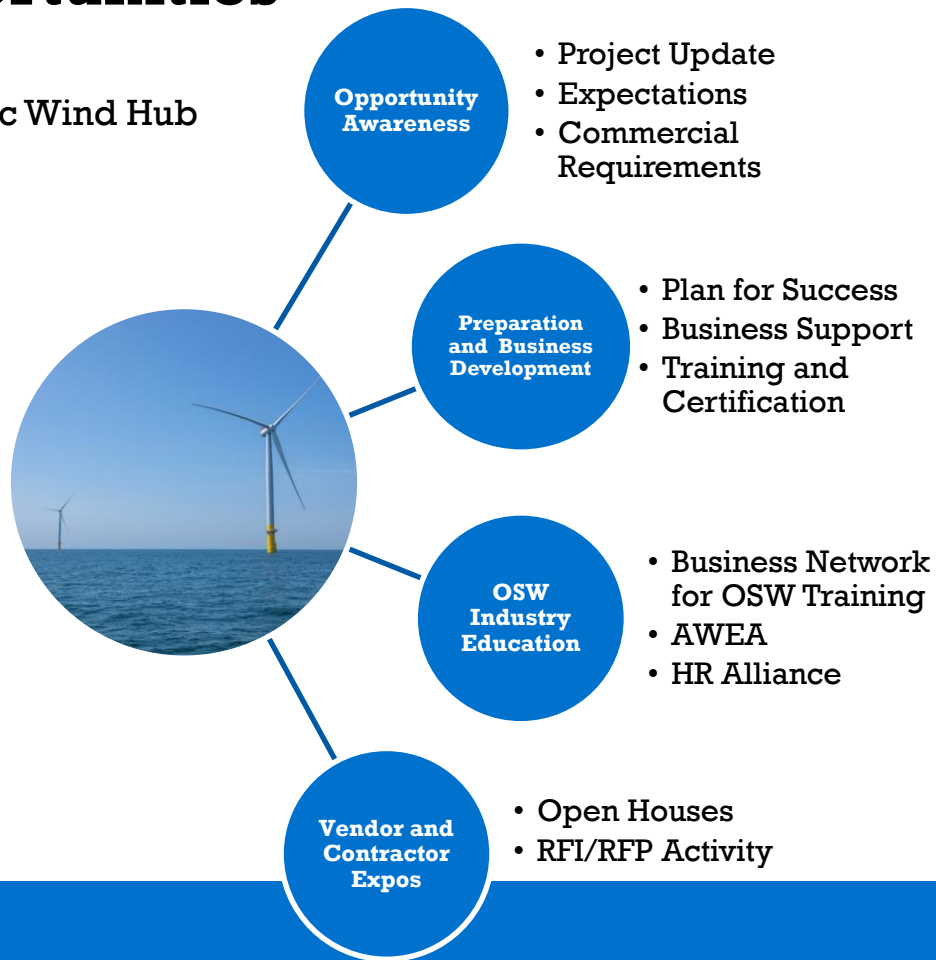 Opportunity
Awareness
• Project Update
• Expectations
• Commercial
Requirements
Wind Hub
Preparation
and Business
Development
• Plan for Success
• Business Support
• Training and
Certification
OSW
Industry
Education
• Business Network
for OSW Training
• AWEA
• HR Alliance
Vendor and
Contractor
Expos
• Open Houses
• RFI/RFP Activity